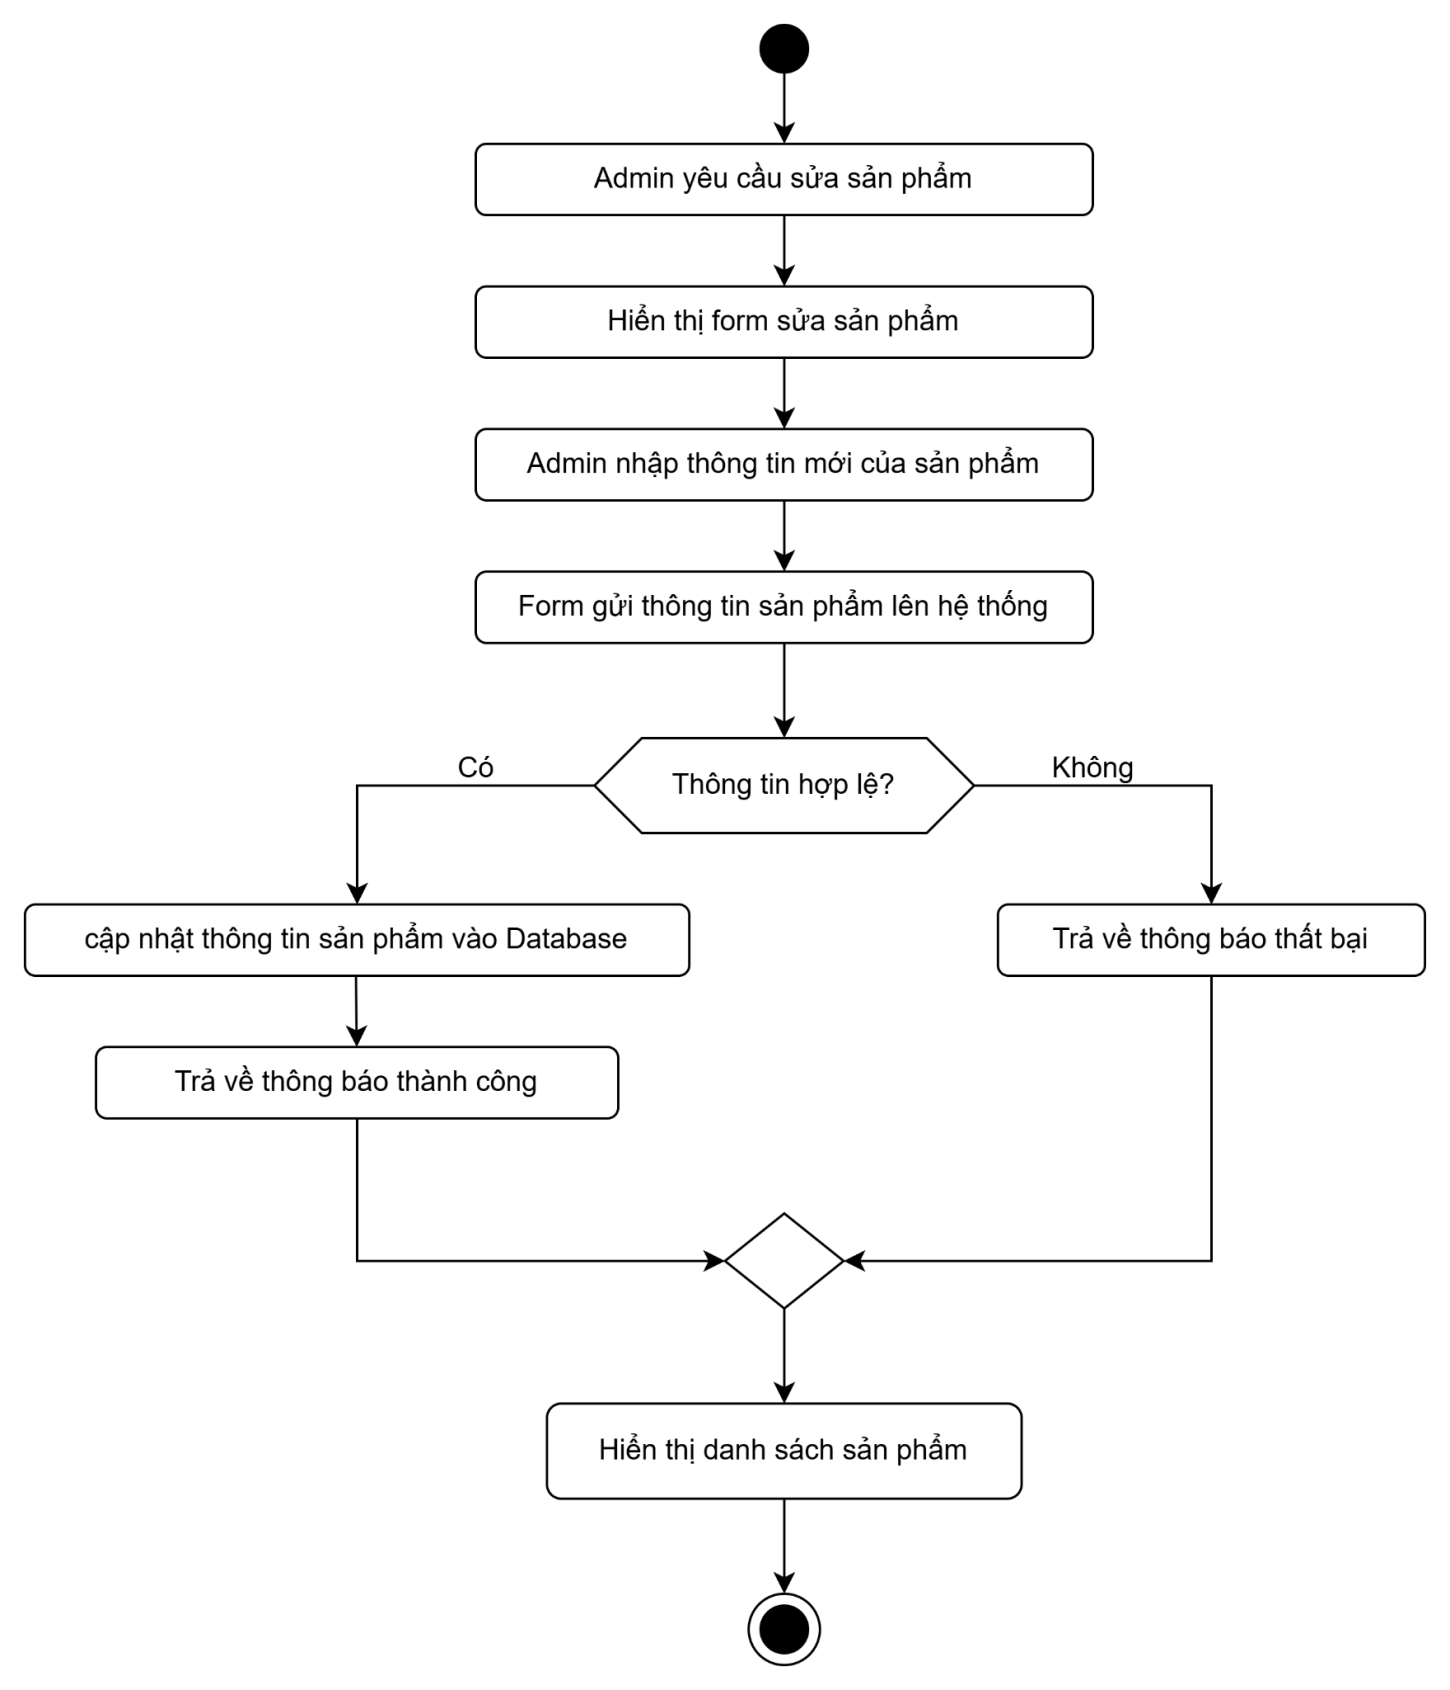 Admin yêu cầu sửa sản phẩm
Hiển thị form sửa sản phẩm
Admin nhập thông tin mới của sản phẩm
Form gửi thông tin sản phẩm lên hệ thống
Thông tin hợp lệ?
Có
Không
cập nhật thông tin sản phẩm vào Database
Trả về thông báo thất bại
Trả về thông báo thành công
Hiển thị danh sách sản phẩm